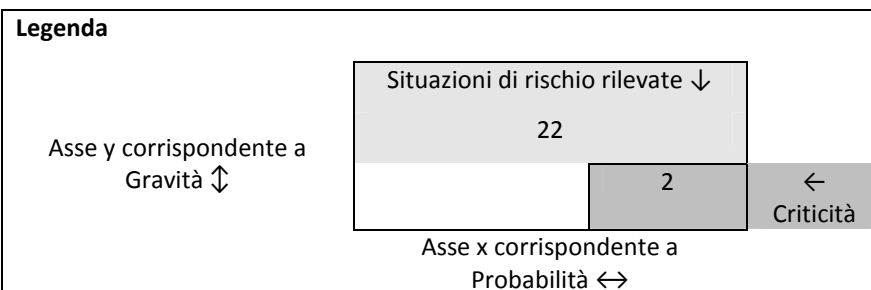 Legenda
Situazioni di rischio rilevate ↓
22
Asse y corrispondente a
Gravità ↕
2
←
Criticità
Asse x corrispondente a
Probabilità ↔